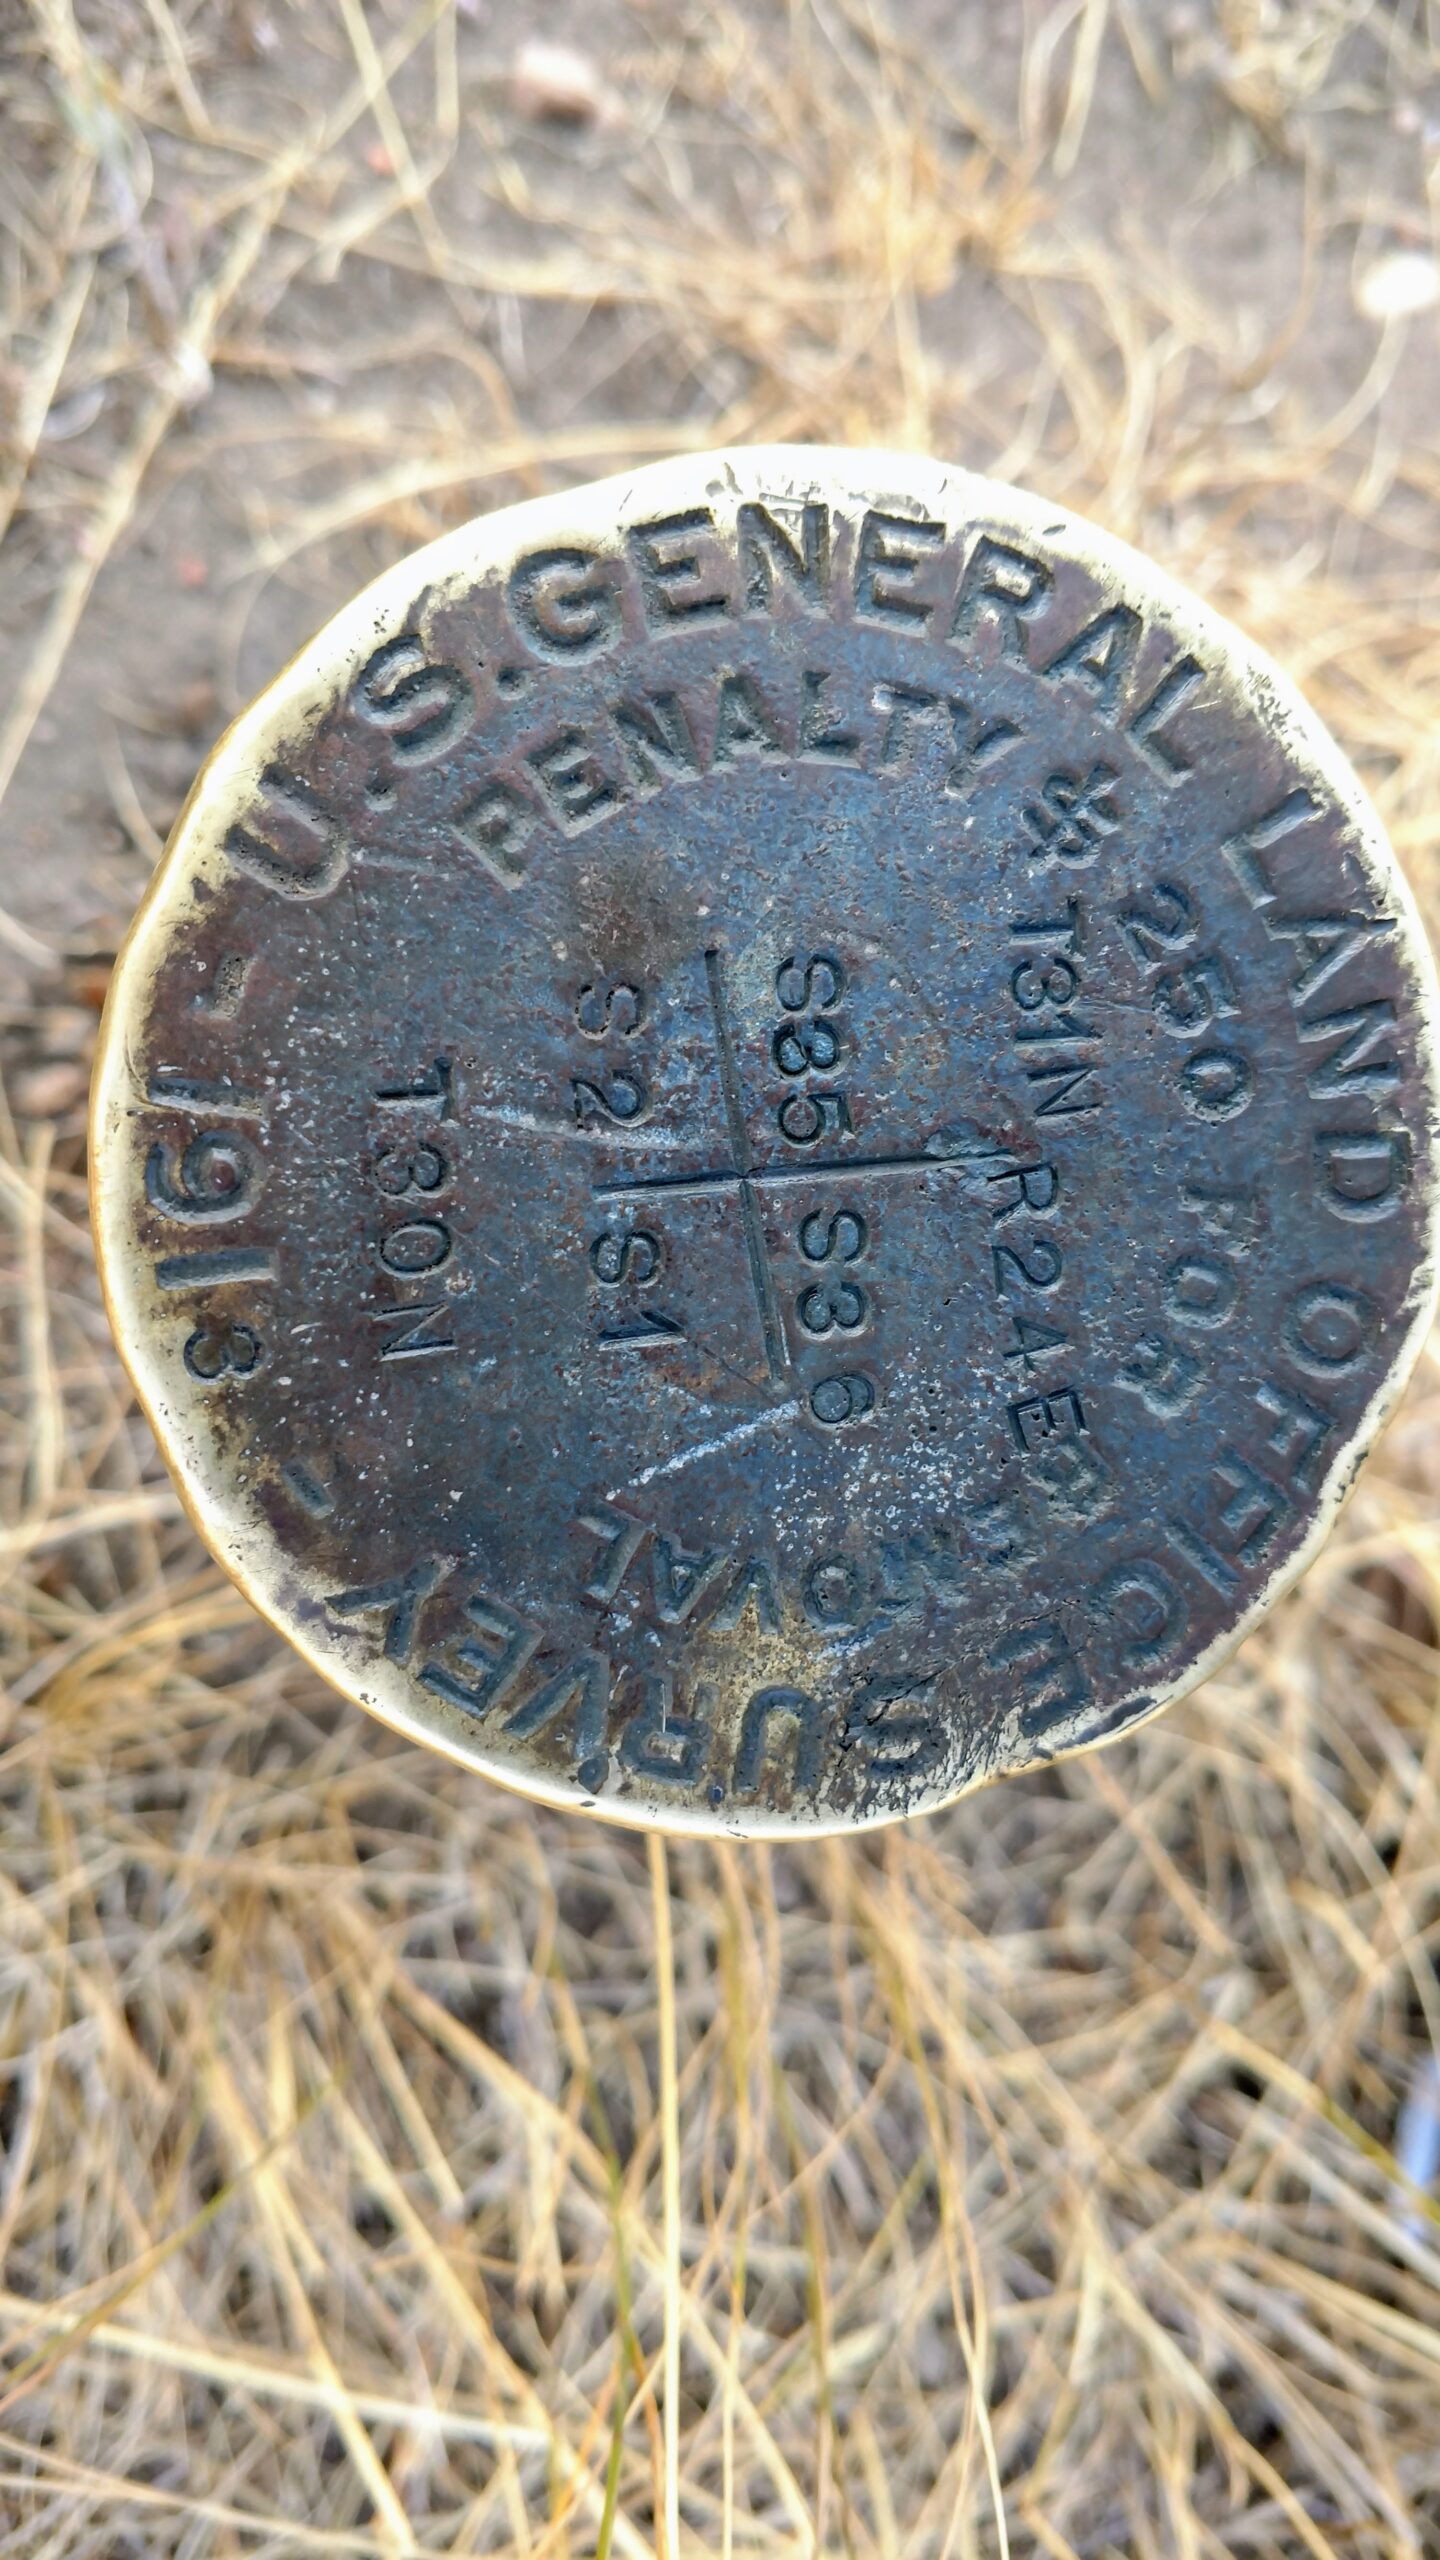 U.S. GENERAL LAND OFFICE SURVEY
PENALTY $250 FOR REMOVAL
T31N R24E
S35 S36
S2 S1
T30N
- 1913 -